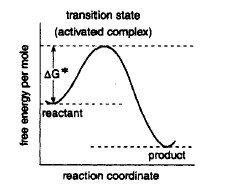 transition state
(activated complex)
free energy per mole
ΔG*
reactant
product
reaction coordinate